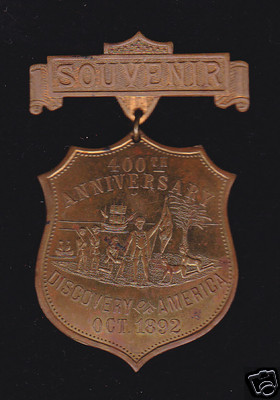 SOUVENIR
400TH
ANNIVERSARY
DISCOVERY OF AMERICA
OCT. 1892